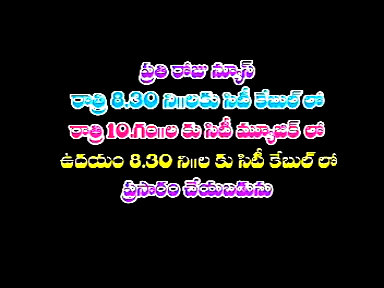 ప్రతి రోజు న్యూస్
రాత్రి 8.30 ని॥లకు సిటీ కేబుల్ లో
రాత్రి 10.గం॥ల కు సిటీ మ్యూజిక్ లో
ఉదయం 8.30 ని॥ల కు సిటీ కేబుల్ లో
ప్రసారం చేయబడును